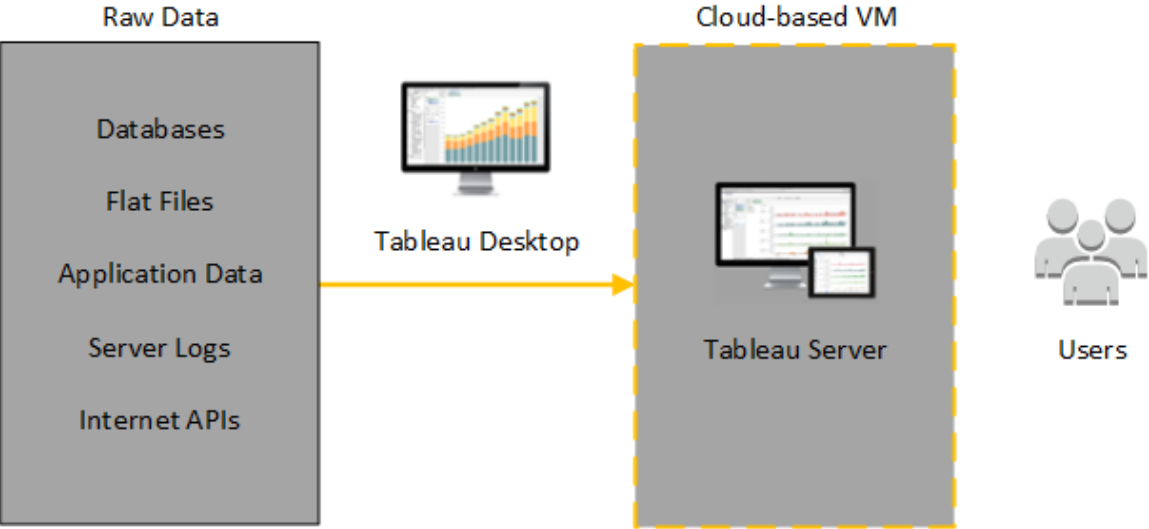 Raw Data
Cloud-based VM
Databases
Flat Files
Application Data
Server Logs
Internet APIs
Tableau Desktop
Tableau Server
Users